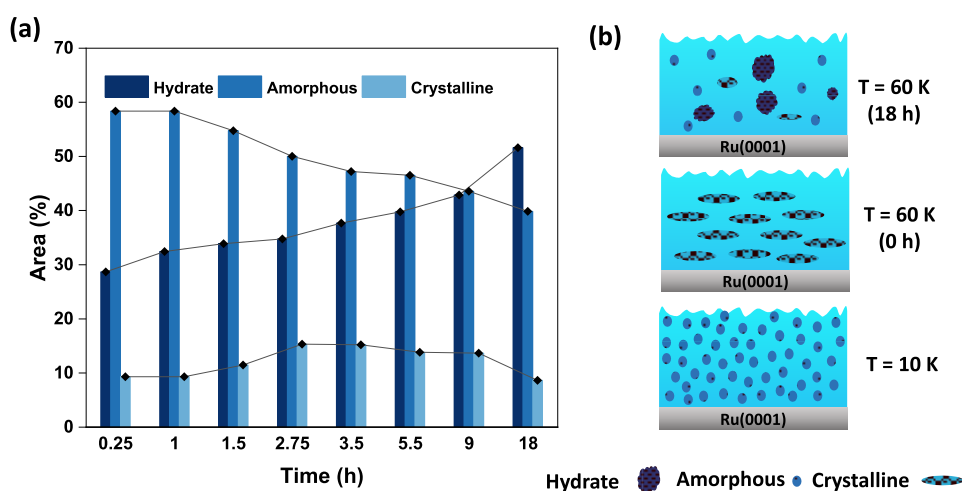 (a)
70
60
50
40
30
20
10
0
Area (%)
Hydrate Amorphous Crystalline
0.25 1 1.5 2.75 3.5 5.5 9 18
Time (h)
(b)
T = 60 K
(18 h)
Ru(0001)
T = 60 K
(0 h)
Ru(0001)
T = 10 K
Ru(0001)
Hydrate Amorphous Crystalline